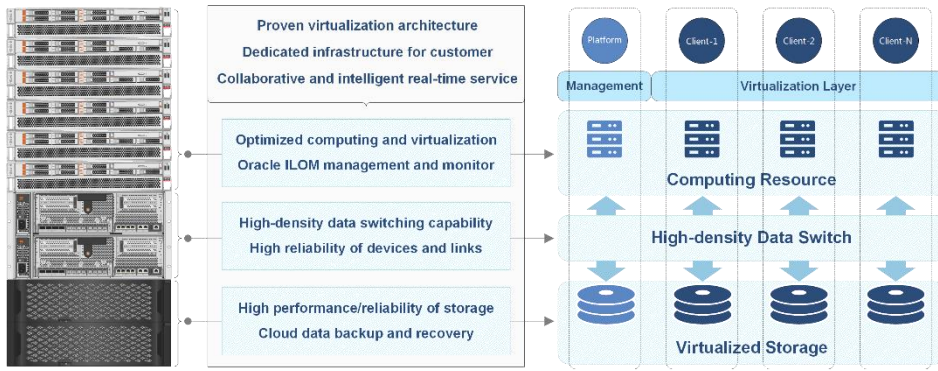 Proven virtualization architecture
Dedicated infrastructure for customer
Collaborative and intelligent real-time service
Optimized computing and virtualization
Oracle ILOM management and monitor
High-density data switching capability
High reliability of devices and links
High performance/reliability of storage
Cloud data backup and recovery
Platform
Client-1
Client-2
Client-N
Management
Virtualization Layer
Computing Resource
High-density Data Switch
Virtualized Storage